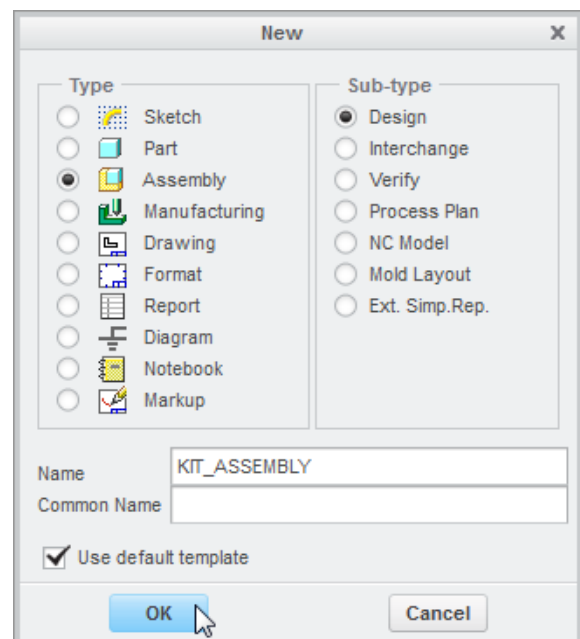 New
Type
Sketch
Part
Assembly
Manufacturing
Drawing
Format
Report
Diagram
Notebook
Markup
Sub-type
Design
Interchange
Verify
Process Plan
NC Model
Mold Layout
Ext. Simp.Rep.
Name KIT_ASSEMBLY
Common Name
Use default template
OK Cancel